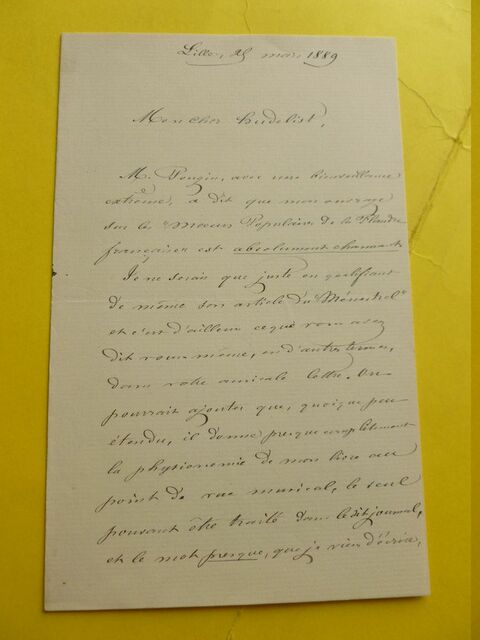 Lille, 25 mars 1889
Mon cher Hudelist,
M. Pougin, avec une bienveillance
extrême, a dit que mon ouvrage
sur les "Mœurs Populaires de la Flandre
française" est absolument charmant.
Je ne serais que juste en qualifiant
de même son article du "Ménestrel"
et c'est d'ailleurs ce que vous avez
dit vous-même, en d'autres termes,
dans votre amicale lettre. On
pourrait ajouter que, quoique peu
étendu, il donne presque complètement
la physionomie de mon livre au
point de vue musical, le seul
pouvant être traité dans le dit journal,
et le mot presque, que je viens d'écrire,